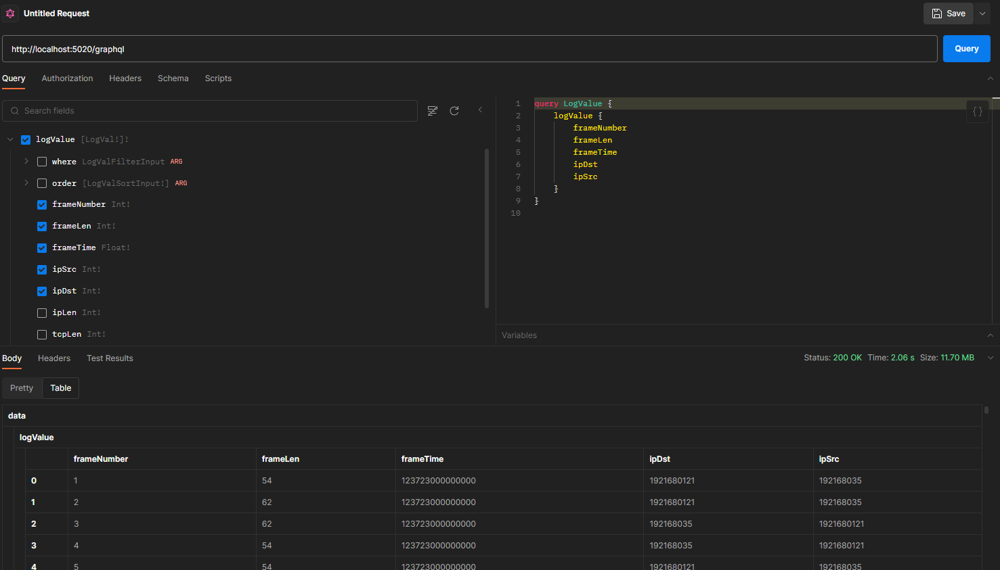 Untitled Request
Save
http://localhost:5020/graphql
Query
Query Authorization Headers Schema Scripts
Search fields
logValue [LogVal!]!
where LogValFilterInput ARG
order [LogValSortInput!] ARG
frameNumber Int!
frameLen Int!
frameTime Float!
ipSrc Int!
ipDst Int!
ipLen Int!
tcpLen Int!
1 query LogValue {
2 logValue {
3 frameNumber
4 frameLen
5 frameTime
6 ipDst
7 ipSrc
8 }
9 }
10
{}
Variables
Body Headers Test Results
Status: 200 OK Time: 2.06 s Size: 11.70 MB
Pretty Table
data
logValue
frameNumber frameLen frameTime ipDst ipSrc
0 1 54 123723000000000 1921680121 192168035
1 2 62 123723000000000 1921680121 192168035
2 3 62 123723000000000 192168035 1921680121
3 4 54 123723000000000 192168035 1921680121
4 5 54 123723000000000 1921680121 192168035